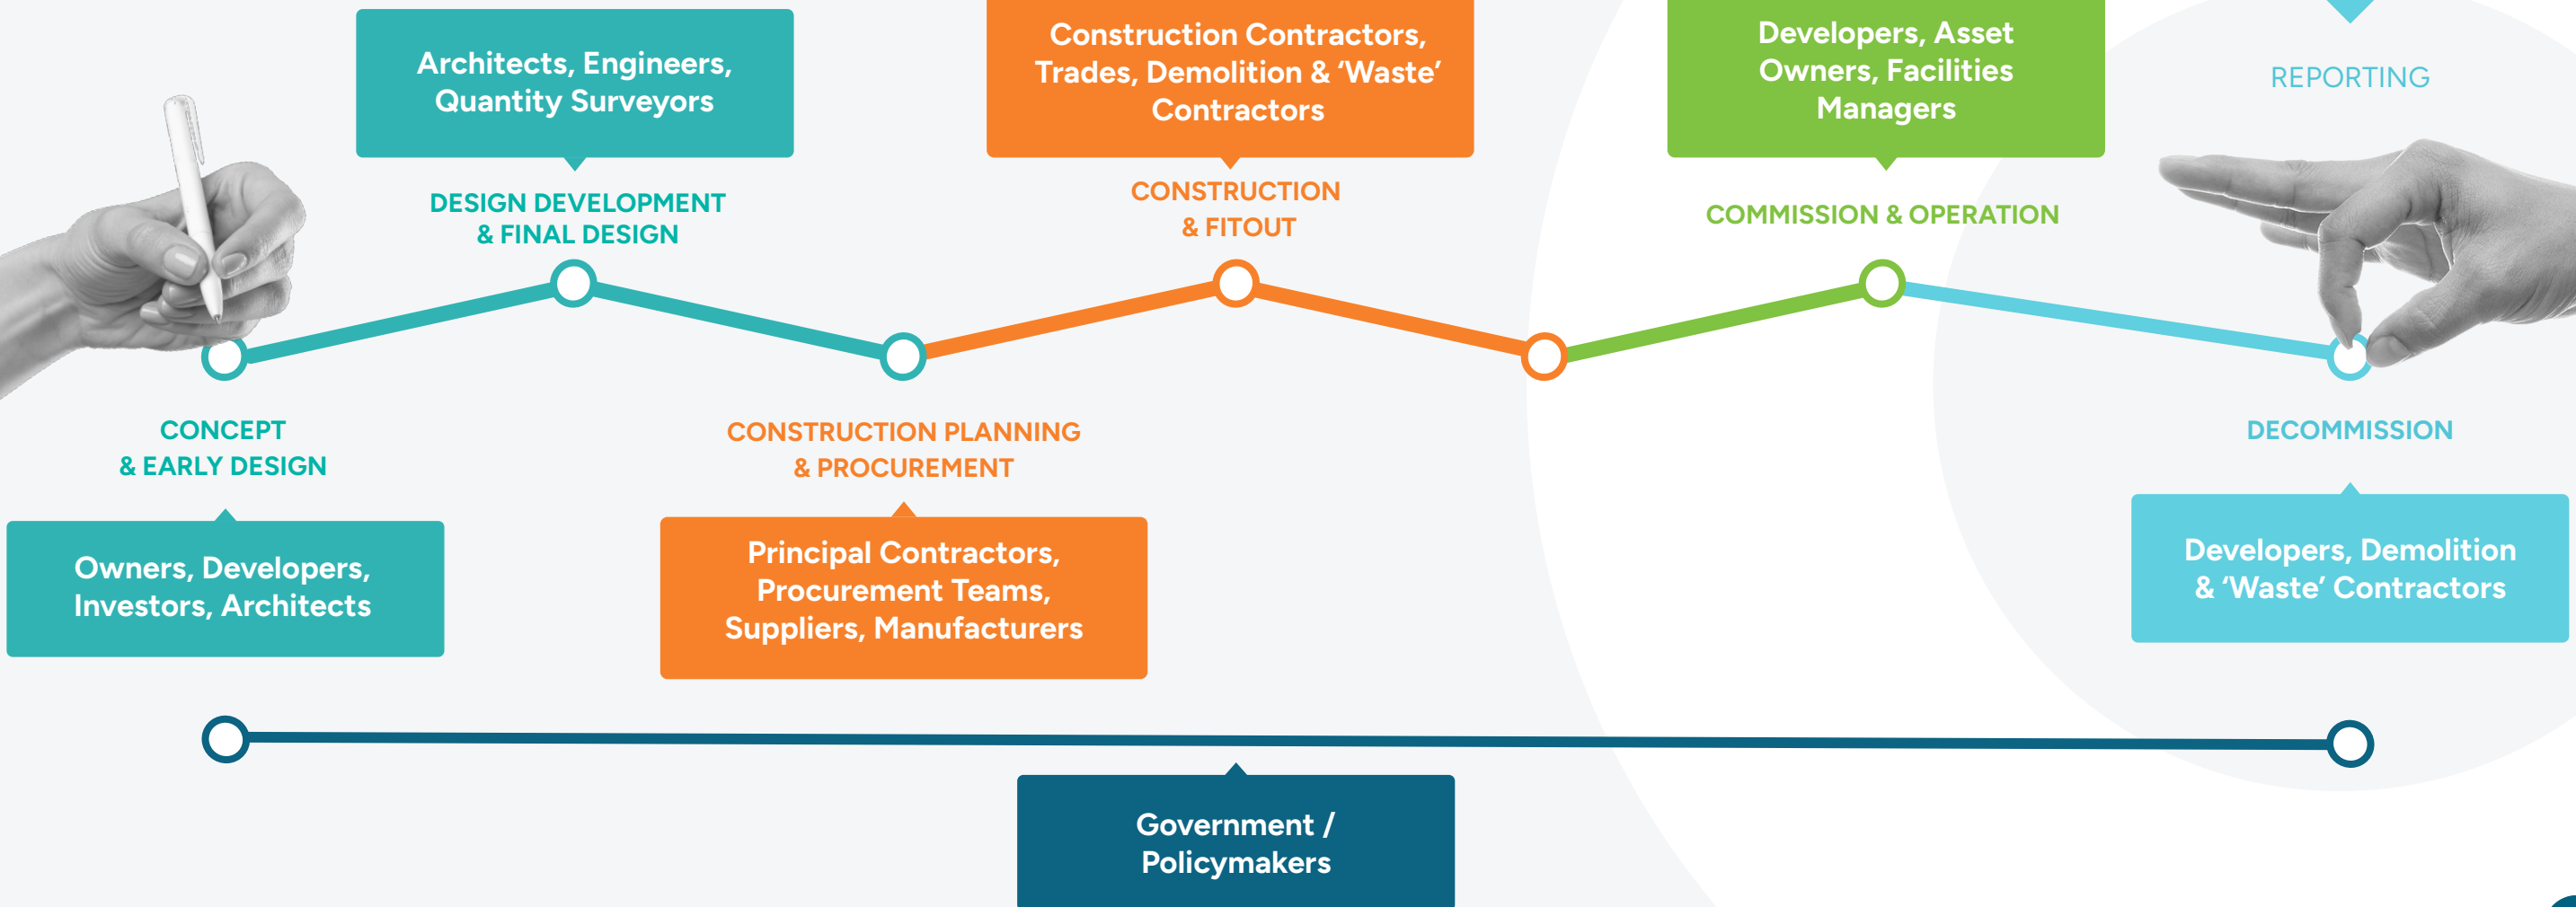 Architects, Engineers,
Quantity Surveyors
DESIGN DEVELOPMENT
& FINAL DESIGN
Construction Contractors,
Trades, Demolition & ‘Waste’
Contractors
CONSTRUCTION
& FITOUT
Developers, Asset
Owners, Facilities
Managers
COMMISSION & OPERATION
REPORTING
CONCEPT
& EARLY DESIGN
Owners, Developers,
Investors, Architects
CONSTRUCTION PLANNING
& PROCUREMENT
Principal Contractors,
Procurement Teams,
Suppliers, Manufacturers
DECOMMISSION
Developers, Demolition
& ‘Waste’ Contractors
Government /
Policymakers